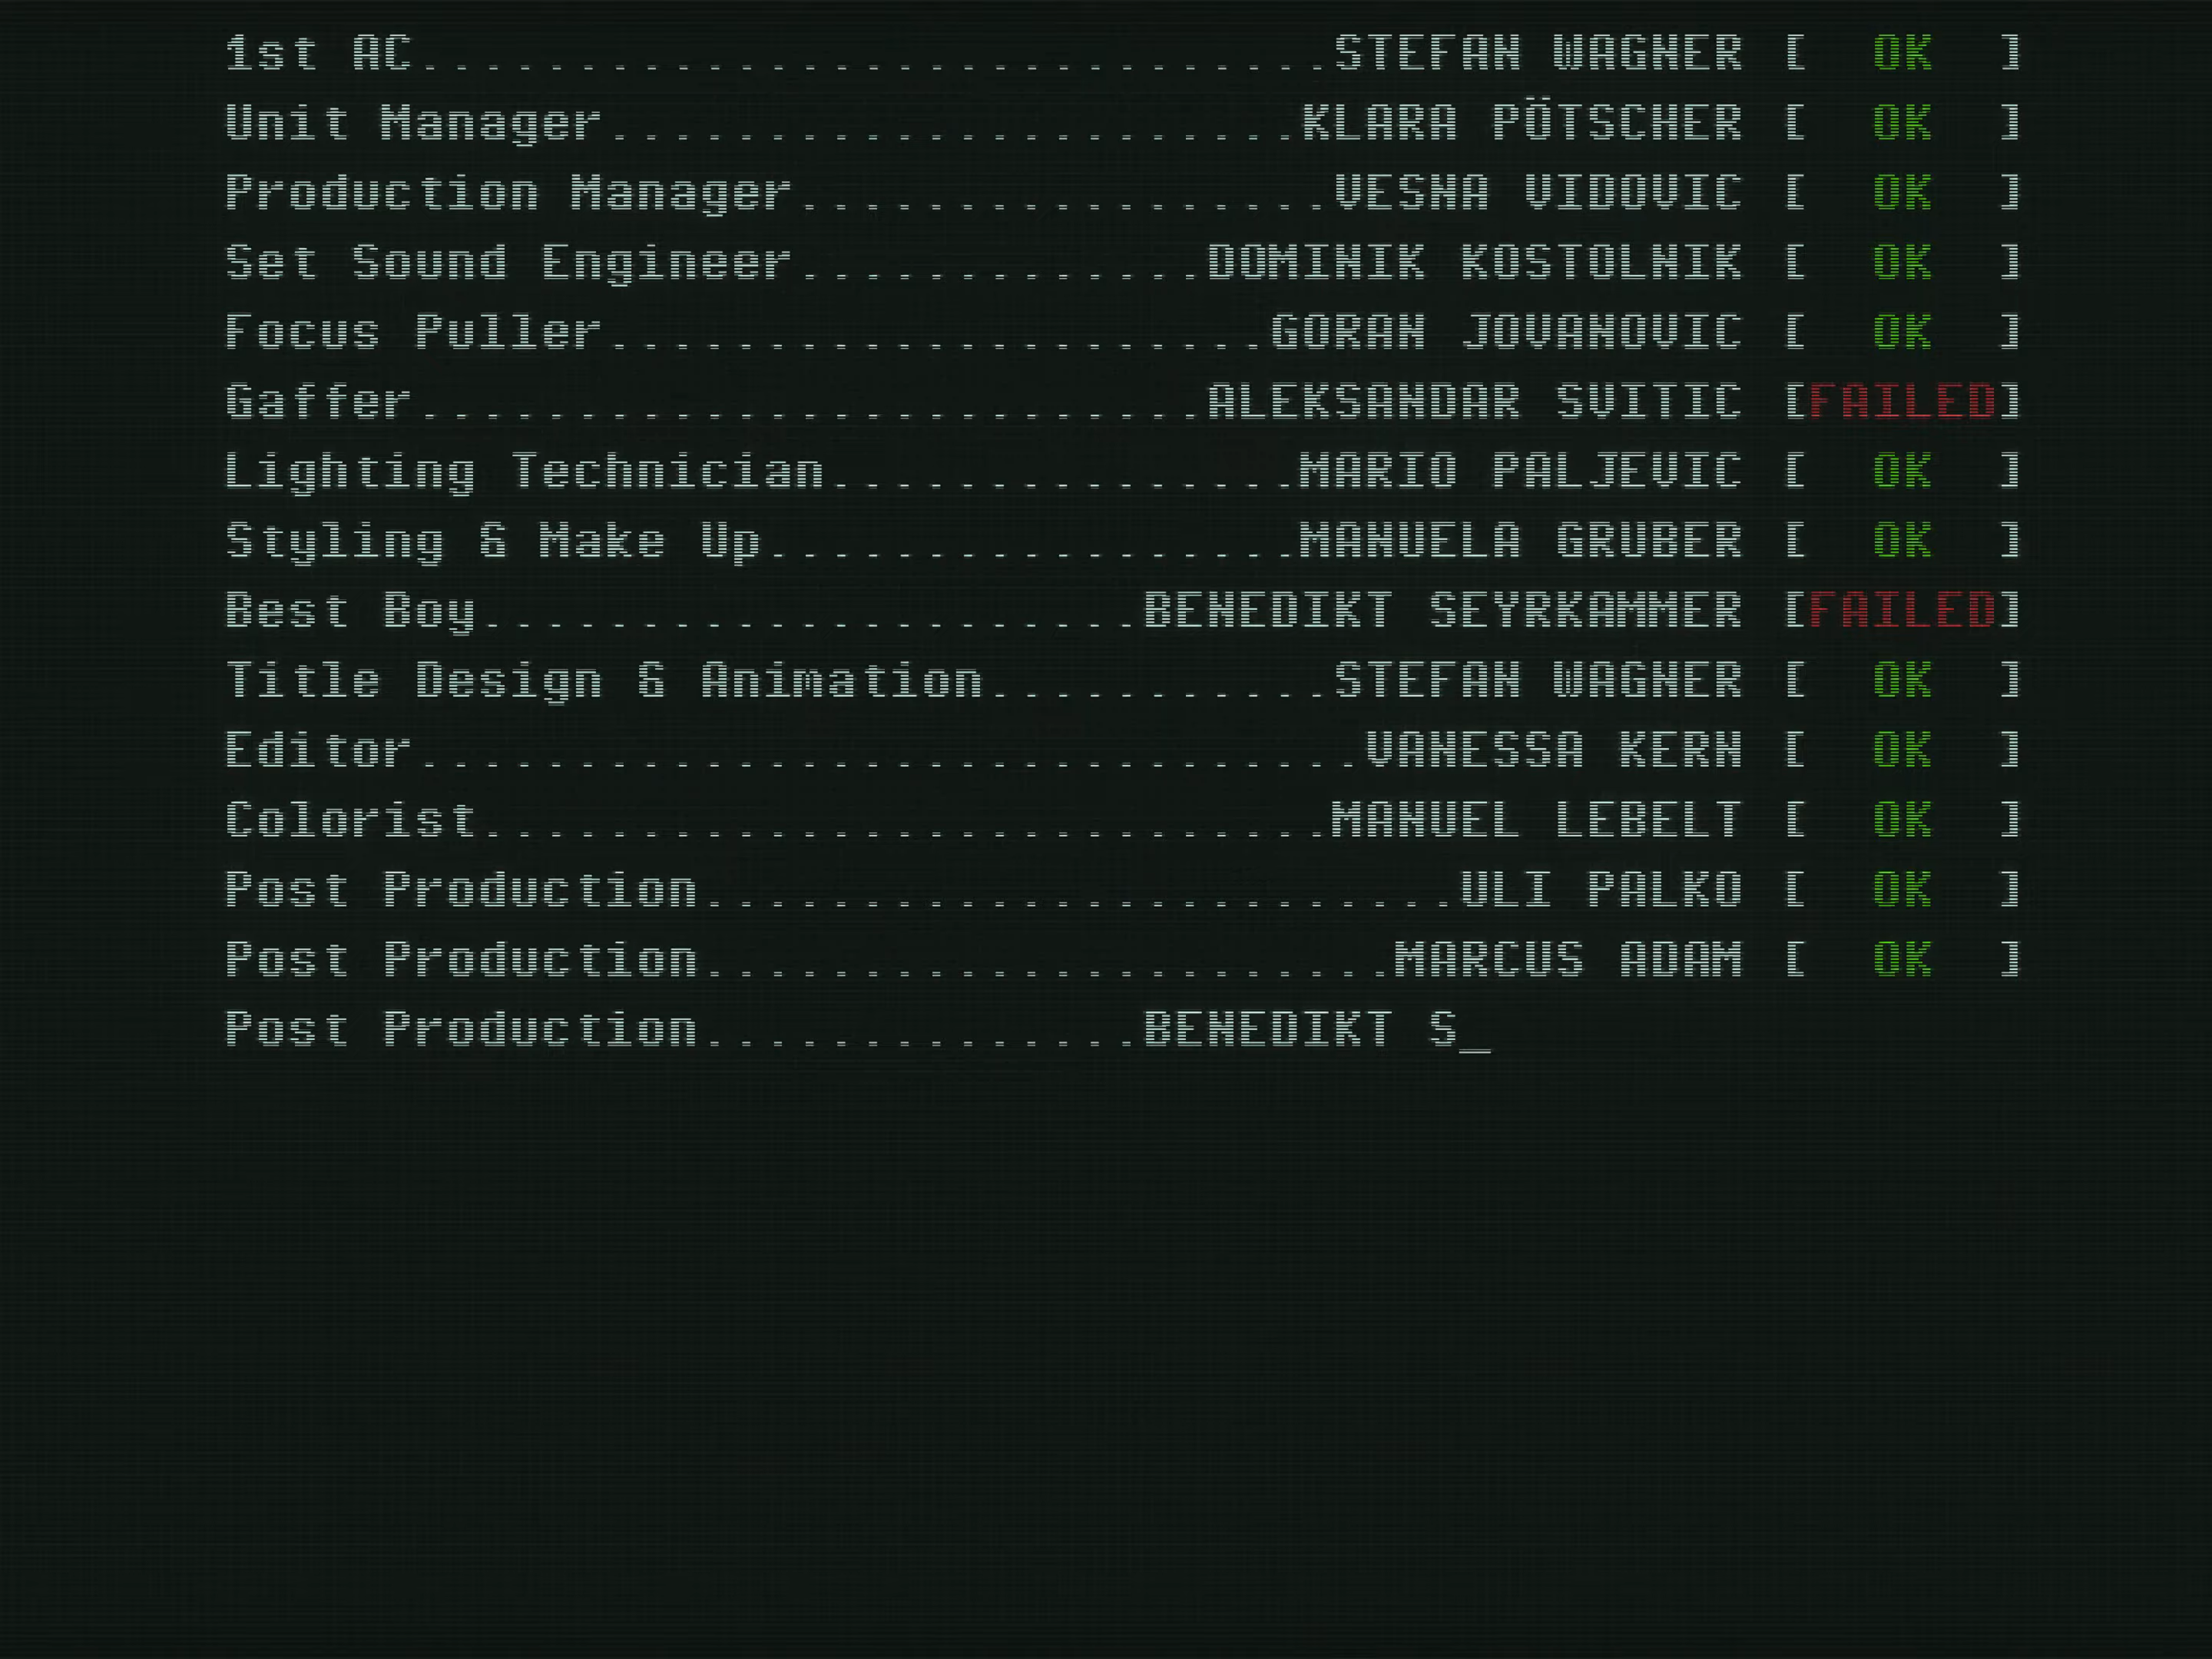 1st AC.............................STEFAN WAGNER [  OK  ]
Unit Manager......................KLARA PÖTSCHER [  OK  ]
Production Manager.................VESNA VIDOVIC [  OK  ]
Set Sound Engineer.............DOMINIK KOSTOLNIK [  OK  ]
Focus Puller.....................GORAN JOVANOVIC [  OK  ]
Gaffer.........................ALEKSANDAR SVITIC [FAILED]
Lighting Technician...............MARIO PALJEVIC [  OK  ]
Styling & Make Up.................MANUELA GRUBER [  OK  ]
Best Boy.....................BENEDIKT SEYRKAMMER [FAILED]
Title Design & Animation...........STEFAN WAGNER [  OK  ]
Editor..............................VANESSA KERN [  OK  ]
Colorist...........................MANUEL LEBELT [  OK  ]
Post Production........................ULI PALKO [  OK  ]
Post Production......................MARCUS ADAM [  OK  ]
Post Production..............BENEDIKT S_